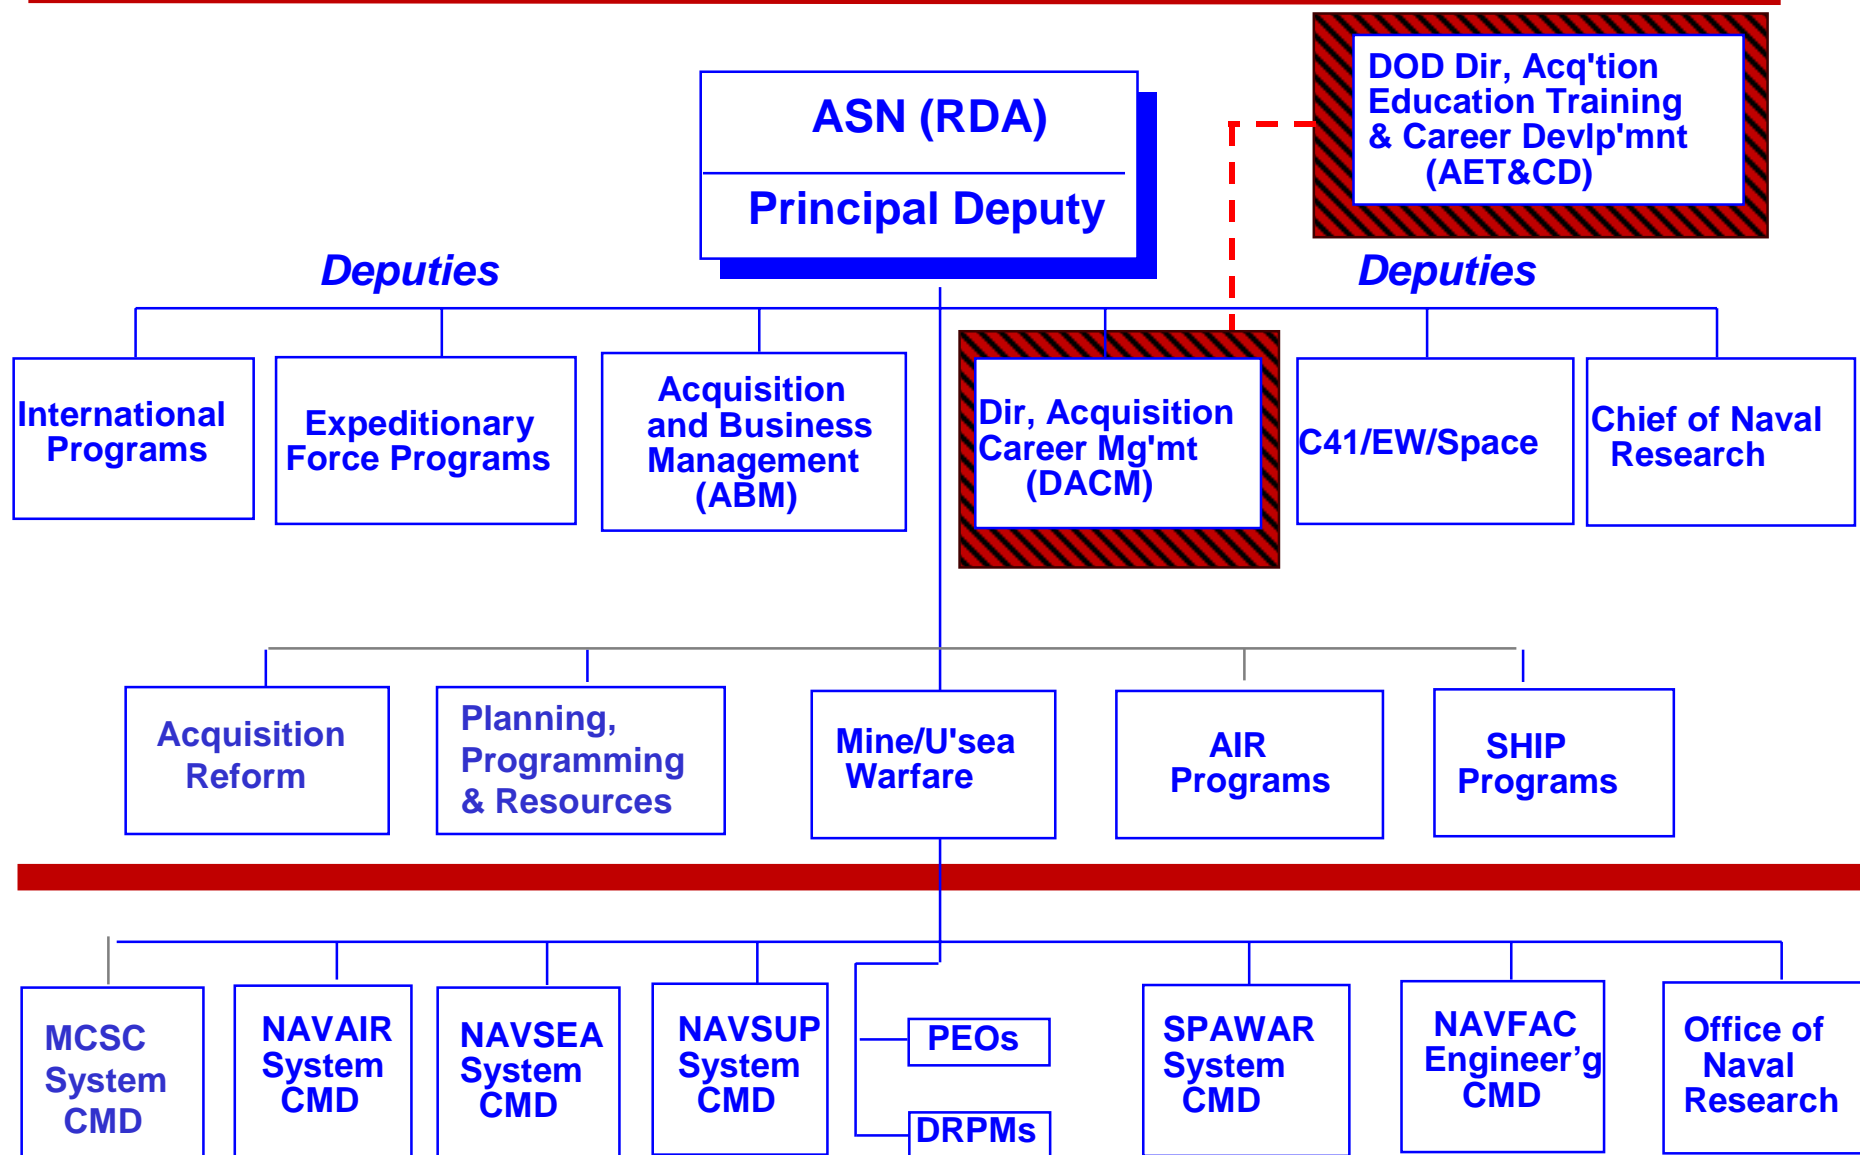 ASN (RDA)
Principal Deputy
DOD Dir, Acq'tion
Education Training
& Career Devlp'mnt
(AET&CD)
Deputies
Deputies
International
Programs
Expeditionary
Force Programs
Acquisition
and Business
Management
(ABM)
Dir, Acquisition
Career Mg'mt
(DACM)
C41/EW/Space
Chief of Naval
Research
Acquisition
Reform
Planning,
Programming
& Resources
Mine/U'sea
Warfare
AIR
Programs
SHIP
Programs
MCSC
System
CMD
NAVAIR
System
CMD
NAVSEA
System
CMD
NAVSUP
System
CMD
PEOs
DRPMs
SPAWAR
System
CMD
NAVFAC
Engineer’g
CMD
Office of
Naval
Research